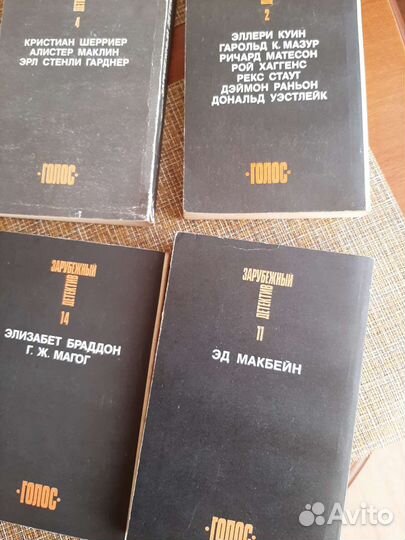 4
КРИСТИАН ШЕРРИЕР
АЛИСТЕР МАКЛИН
ЭРЛ СТЕНЛИ ГАРДНЕР
·ГОЛОС·
2
ЭЛЛЕРИ КУИН
ГАРОЛЬД К. МАЗУР
РИЧАРД МАТЕСОН
РОЙ ХАГГЕНС
РЕКС СТАУТ
ДЭЙМОН РАНЬОН
ДОНАЛЬД УЭСТЛЕЙК
·ГОЛОС·
ЗАРУБЕЖНЫЙ
ДЕТЕКТИВ
14
ЭЛИЗАБЕТ БРАДДОН
Г. Ж. МАГОГ
·ГОЛОС·
ЗАРУБЕЖНЫЙ
ДЕТЕКТИВ
11
ЭД МАКБЕЙН
·ГОЛОС·
Avito